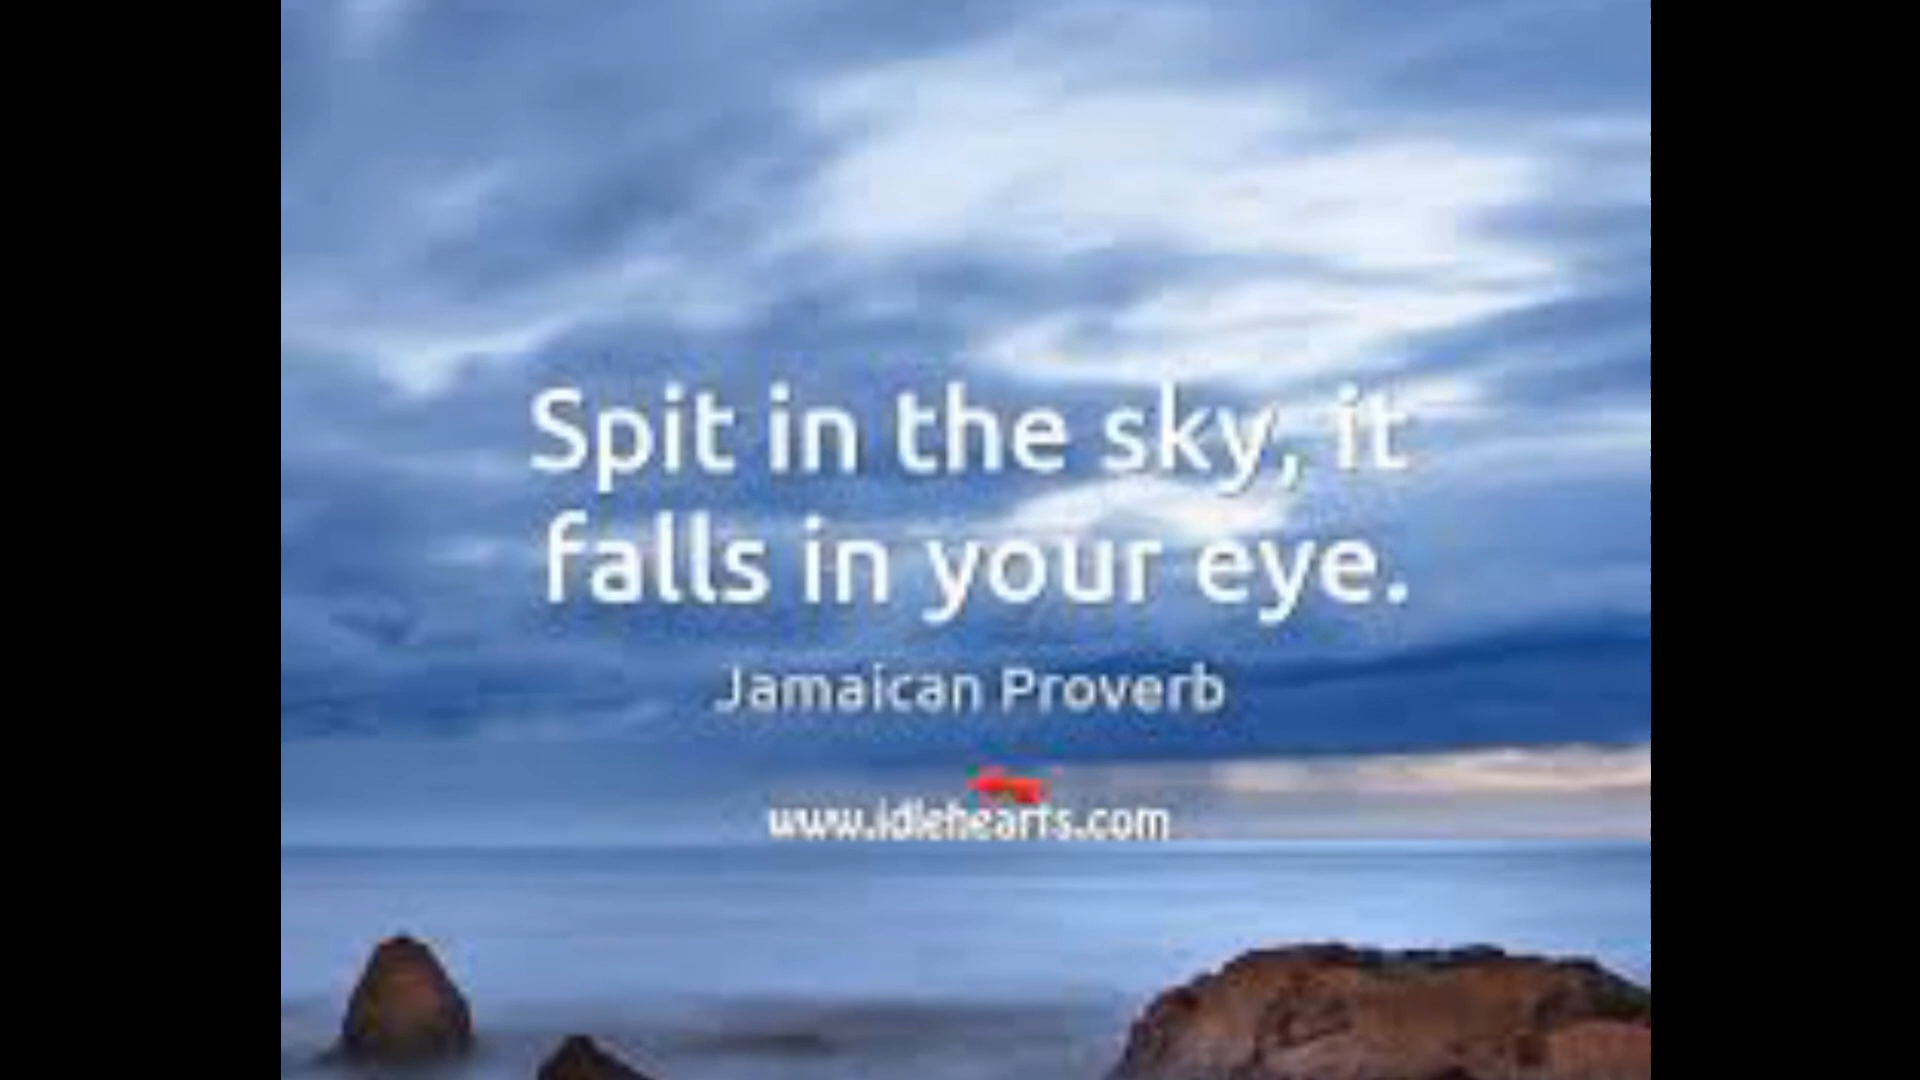 Spit in the sky, it
falls in your eye.
Jamaican Proverb
www.idlehearts.com